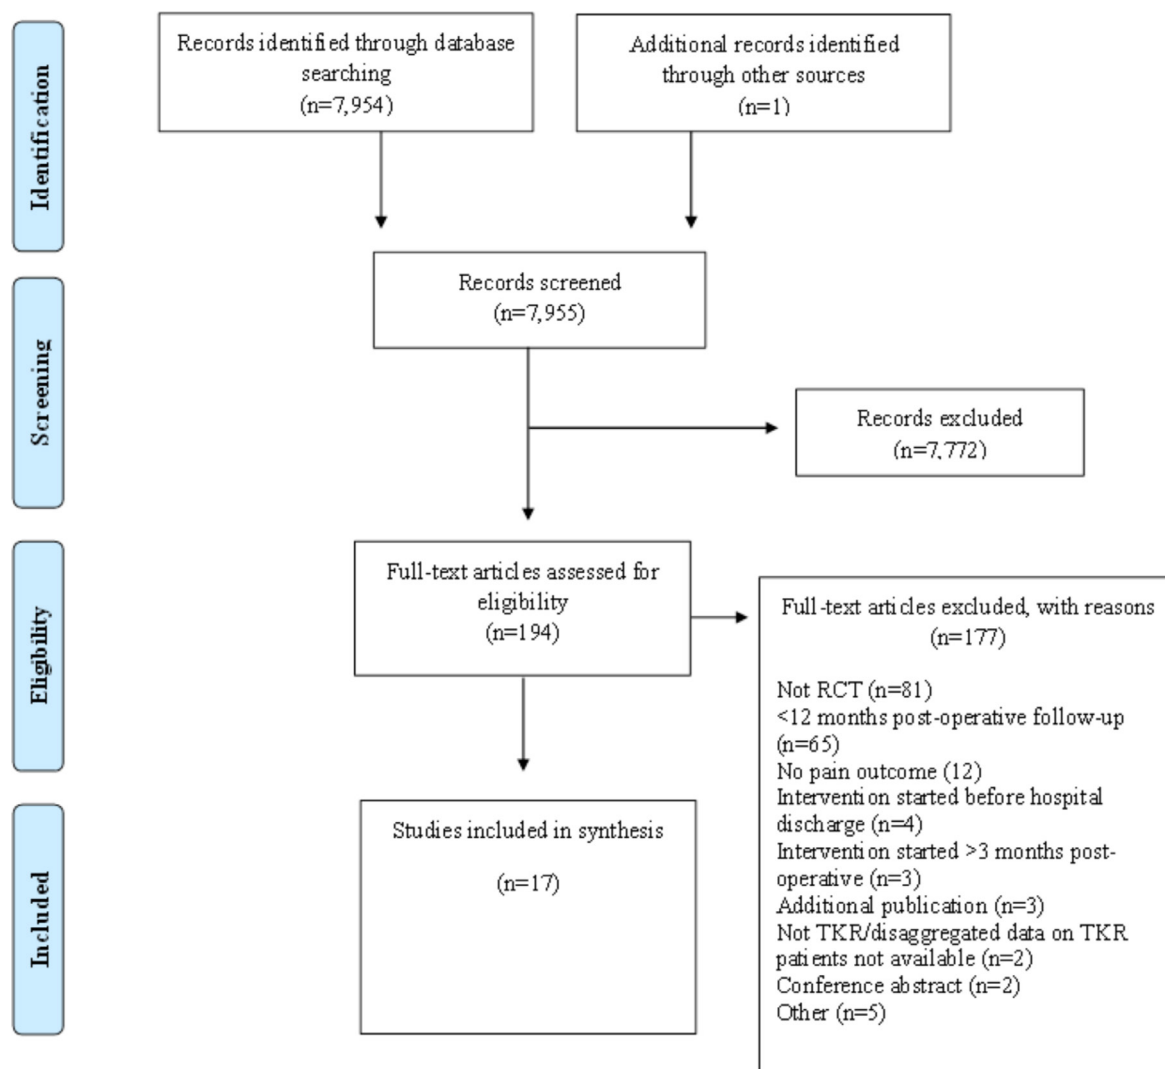 Identification
Records identified through database
searching
(n=7,954)
Additional records identified
through other sources
(n=1)
Screening
Records screened
(n=7,955)
Records excluded
(n=7,772)
Eligibility
Full-text articles assessed for
eligibility
(n=194)
Full-text articles excluded, with reasons
(n=177)
Not RCT (n=81)
<12 months post-operative follow-up
(n=65)
No pain outcome (12)
Intervention started before hospital
discharge (n=4)
Intervention started >3 months post-
operative (n=3)
Additional publication (n=3)
Not TKR/disaggregated data on TKR
patients not available (n=2)
Conference abstract (n=2)
Other (n=5)
Included
Studies included in synthesis
(n=17)